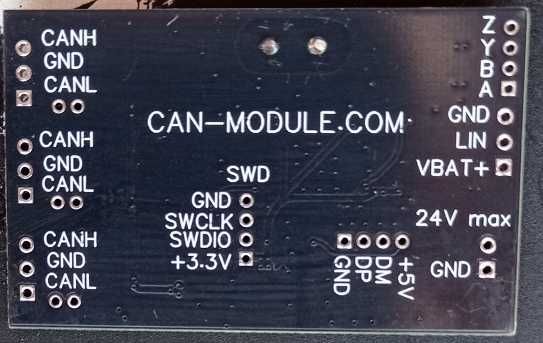 CANH
GND
CANL
CANH
GND
CANL
CANH
GND
CANL
CAN-MODULE.COM
SWD
GND
SWCLK
SWDIO
+3.3V
GND
DP
DM
+5V
Z
Y
B
A
GND
LIN
VBAT+
24V max
GND